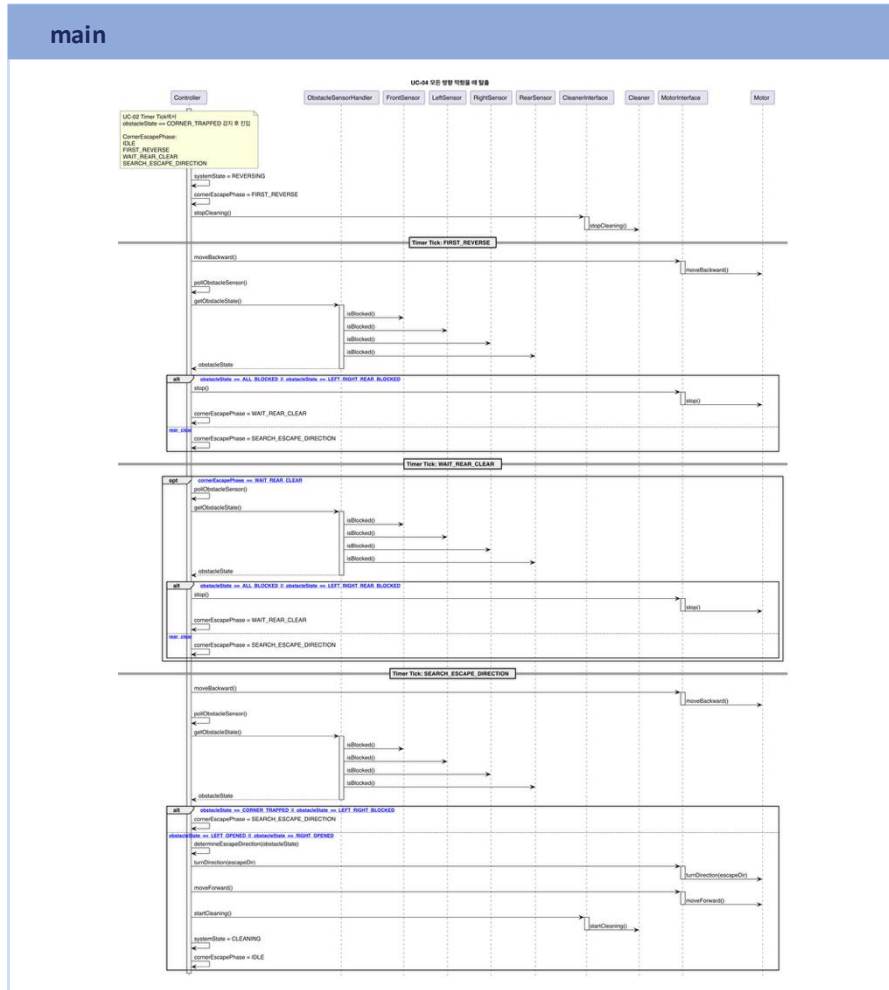 main
UC-04 모든 방향 막혔을 때 탈출
Controller
ObstacleSensorHandler
FrontSensor
LeftSensor
RightSensor
RearSensor
CleanerInterface
Cleaner
MotorInterface
Motor
UC-02 Timer Tick에서
obstacleState == CORNER_TRAPPED 감지 후 진입
CornerEscapePhase:
IDLE
FIRST_REVERSE
WAIT_REAR_CLEAR
SEARCH_ESCAPE_DIRECTION
systemState = REVERSING
cornerEscapePhase = FIRST_REVERSE
stopCleaning()
stopCleaning()
Timer Tick: FIRST_REVERSE
moveBackward()
moveBackward()
pollObstacleSensor()
getObstacleState()
isBlocked()
isBlocked()
isBlocked()
isBlocked()
obstacleState
alt
obstacleState == ALL_BLOCKED || obstacleState == LEFT_RIGHT_REAR_BLOCKED
stop()
stop()
cornerEscapePhase = WAIT_REAR_CLEAR
rear_clear
cornerEscapePhase = SEARCH_ESCAPE_DIRECTION
Timer Tick: WAIT_REAR_CLEAR
opt
cornerEscapePhase == WAIT_REAR_CLEAR
pollObstacleSensor()
getObstacleState()
isBlocked()
isBlocked()
isBlocked()
isBlocked()
obstacleState
alt
obstacleState == ALL_BLOCKED || obstacleState == LEFT_RIGHT_REAR_BLOCKED
stop()
stop()
cornerEscapePhase = WAIT_REAR_CLEAR
rear_clear
cornerEscapePhase = SEARCH_ESCAPE_DIRECTION
Timer Tick: SEARCH_ESCAPE_DIRECTION
moveBackward()
moveBackward()
pollObstacleSensor()
getObstacleState()
isBlocked()
isBlocked()
isBlocked()
isBlocked()
obstacleState
alt
obstacleState == CORNER_TRAPPED || obstacleState == LEFT_RIGHT_BLOCKED
cornerEscapePhase = SEARCH_ESCAPE_DIRECTION
obstacleState == LEFT_OPENED || obstacleState == RIGHT_OPENED
determineEscapeDirection(obstacleState)
turnDirection(escapeDir)
turnDirection(escapeDir)
moveForward()
moveForward()
startCleaning()
startCleaning()
systemState = CLEANING
cornerEscapePhase = IDLE